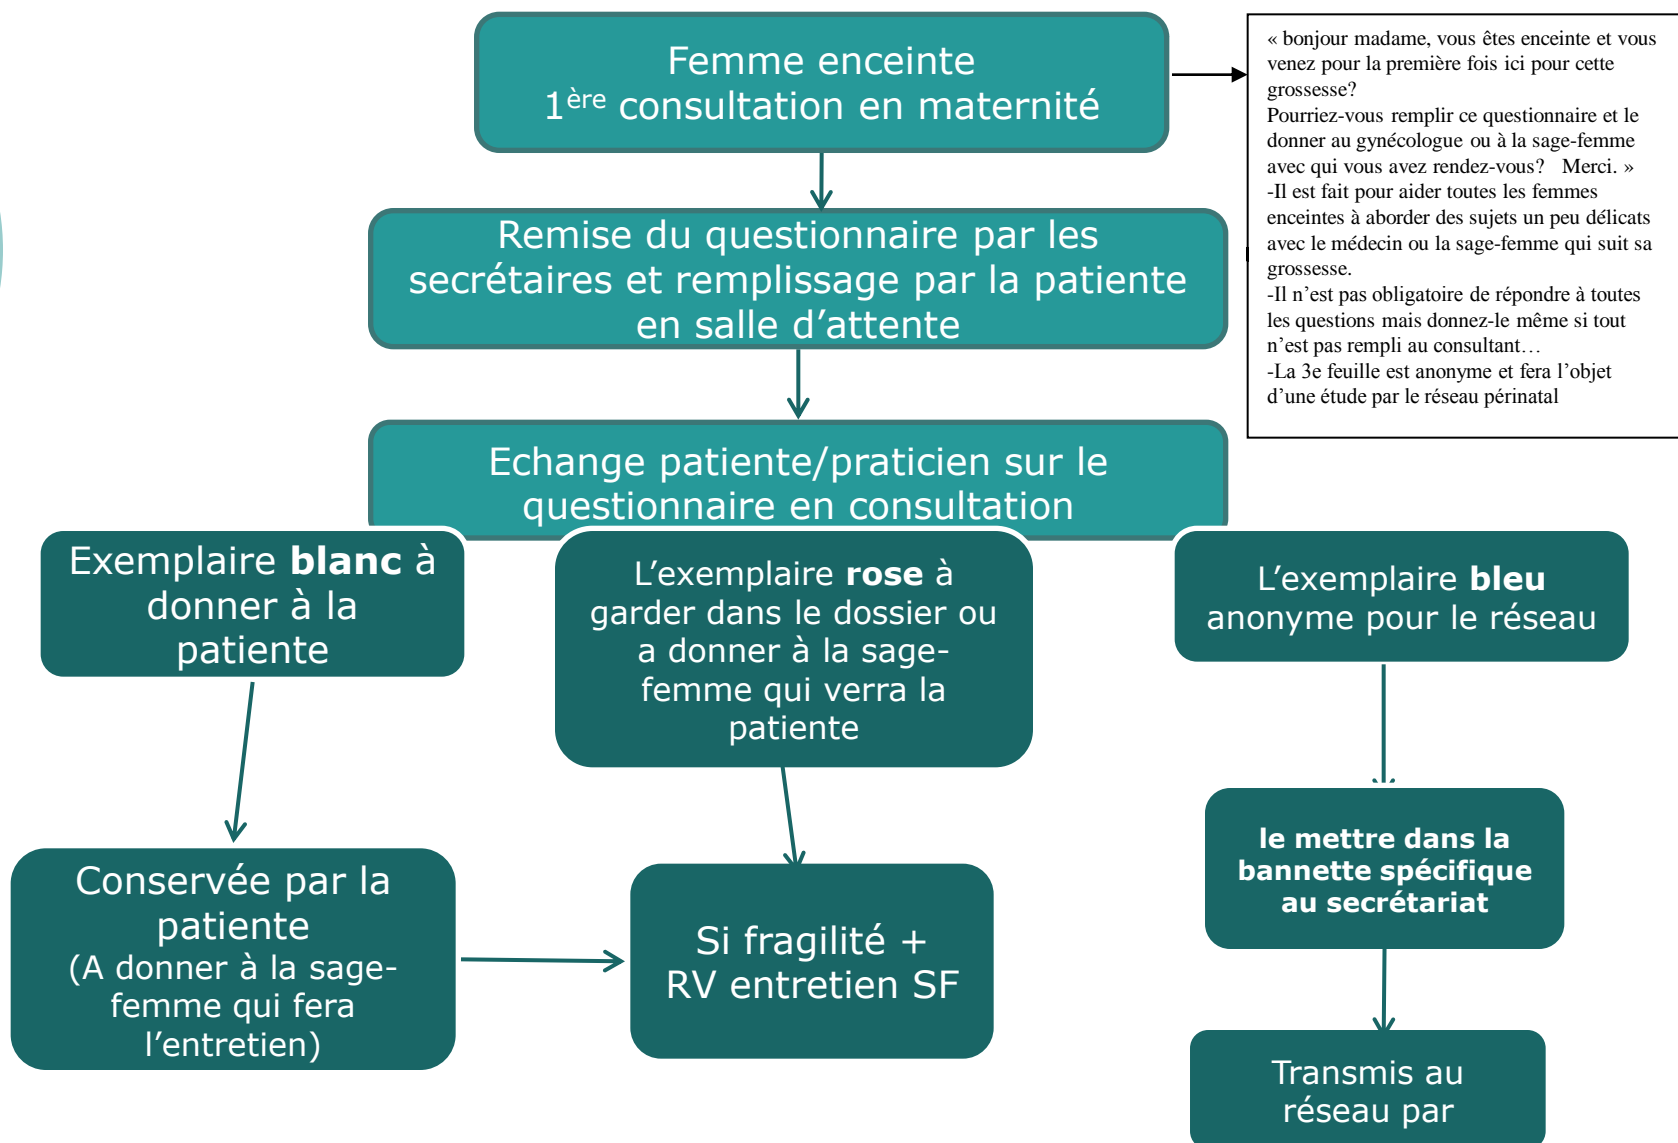 Femme enceinte
1ère consultation en maternité
« bonjour madame, vous êtes enceinte et vous
venez pour la première fois ici pour cette
grossesse?
Pourriez-vous remplir ce questionnaire et le
donner au gynécologue ou à la sage-femme
avec qui vous avez rendez-vous? Merci. »
-Il est fait pour aider toutes les femmes
enceintes à aborder des sujets un peu délicats
avec le médecin ou la sage-femme qui suit sa
grossesse.
-Il n’est pas obligatoire de répondre à toutes
les questions mais donnez-le même si tout
n’est pas rempli au consultant…
-La 3e feuille est anonyme et fera l’objet
d’une étude par le réseau périnatal
Remise du questionnaire par les
secrétaires et remplissage par la patiente
en salle d’attente
Echange patiente/praticien sur le
questionnaire en consultation
Exemplaire blanc à
donner à la
patiente
L’exemplaire rose à
garder dans le dossier ou
a donner à la sage-
femme qui verra la
patiente
L’exemplaire bleu
anonyme pour le réseau
Conservée par la
patiente
(A donner à la sage-
femme qui fera
l’entretien)
Si fragilité +
RV entretien SF
le mettre dans la
bannette spécifique
au secrétariat
Transmis au
réseau par